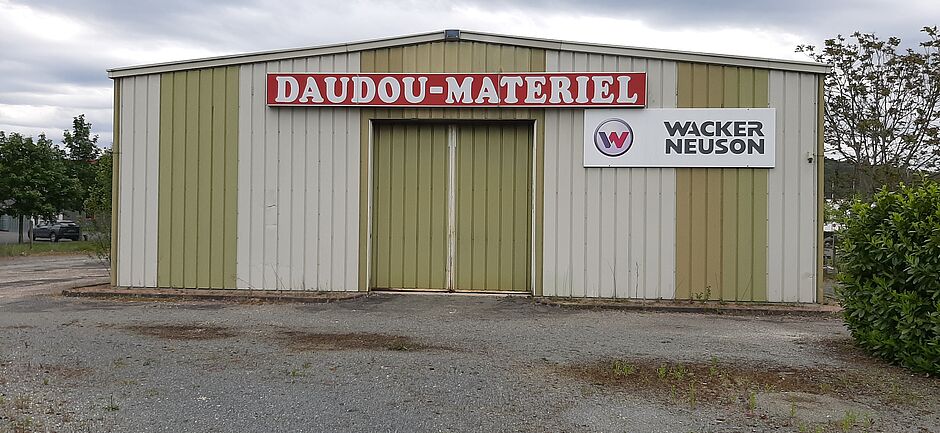 DAUDOU-MATERIEL
W
WACKER
NEUSON